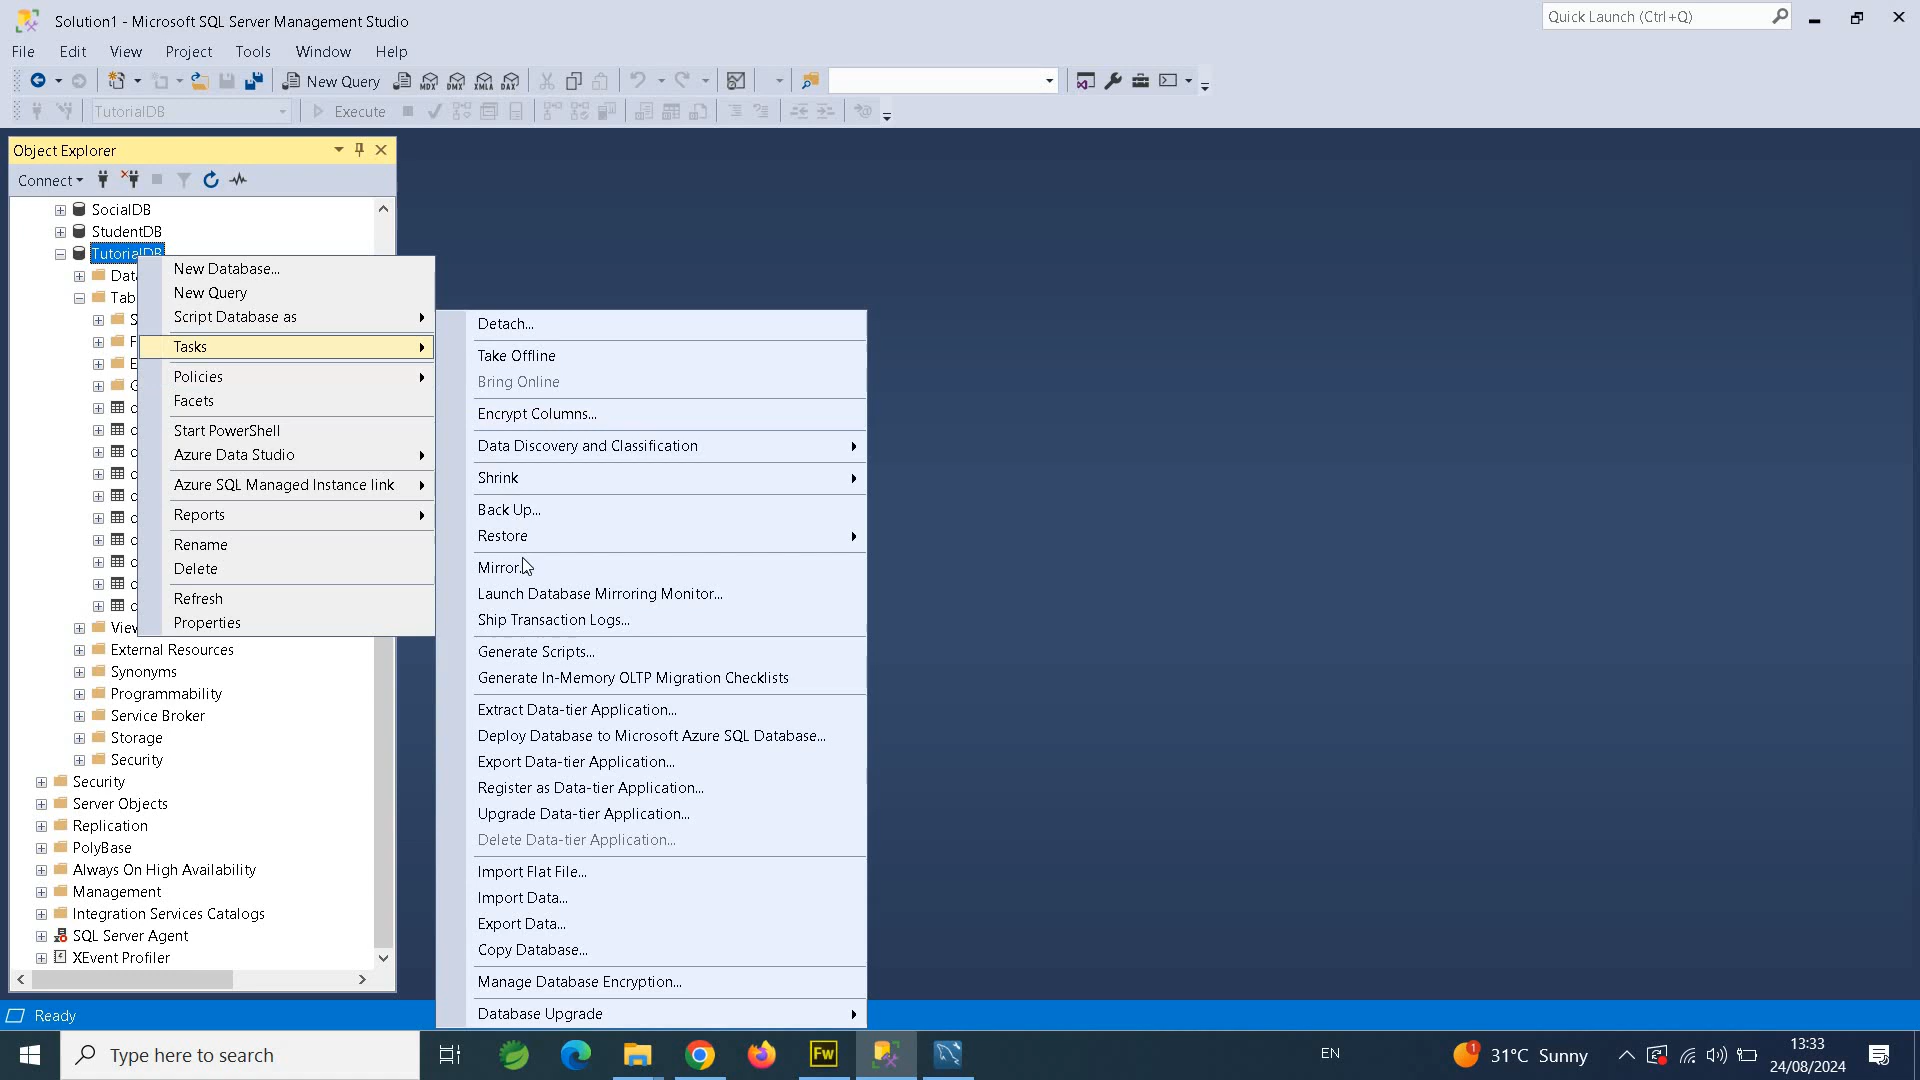 Solution1 - Microsoft SQL Server Management Studio
Quick Launch (Ctrl+Q)
File Edit View Project Tools Window Help
New Query MDX DMX XMLA DAX
TutorialDB Execute
Object Explorer
Connect
SocialDB
StudentDB
TutorialDB
New Database...
New Query
Script Database as
Tasks
Policies
Facets
Start PowerShell
Azure Data Studio
Azure SQL Managed Instance link
Reports
Rename
Delete
Refresh
Properties
External Resources
Synonyms
Programmability
Service Broker
Storage
Security
Security
Server Objects
Replication
PolyBase
Always On High Availability
Management
Integration Services Catalogs
SQL Server Agent
XEvent Profiler
Detach...
Take Offline
Bring Online
Encrypt Columns...
Data Discovery and Classification
Shrink
Back Up...
Restore
Mirror...
Launch Database Mirroring Monitor...
Ship Transaction Logs...
Generate Scripts...
Generate In-Memory OLTP Migration Checklists
Extract Data-tier Application...
Deploy Database to Microsoft Azure SQL Database...
Export Data-tier Application...
Register as Data-tier Application...
Upgrade Data-tier Application...
Delete Data-tier Application...
Import Flat File...
Import Data...
Export Data...
Copy Database...
Manage Database Encryption...
Database Upgrade
Ready
Type here to search
Fw
EN
1
31°C Sunny
13:33
24/08/2024